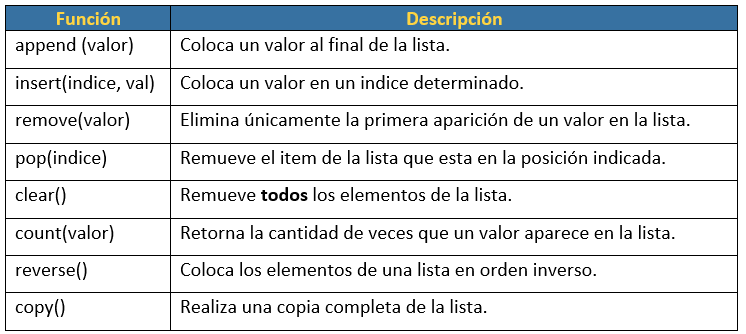 Función Descripción
append (valor) Coloca un valor al final de la lista.
insert(indice, val) Coloca un valor en un indice determinado.
remove(valor) Elimina únicamente la primera aparición de un valor en la lista.
pop(indice) Remueve el item de la lista que esta en la posición indicada.
clear() Remueve todos los elementos de la lista.
count(valor) Retorna la cantidad de veces que un valor aparece en la lista.
reverse() Coloca los elementos de una lista en orden inverso.
copy() Realiza una copia completa de la lista.